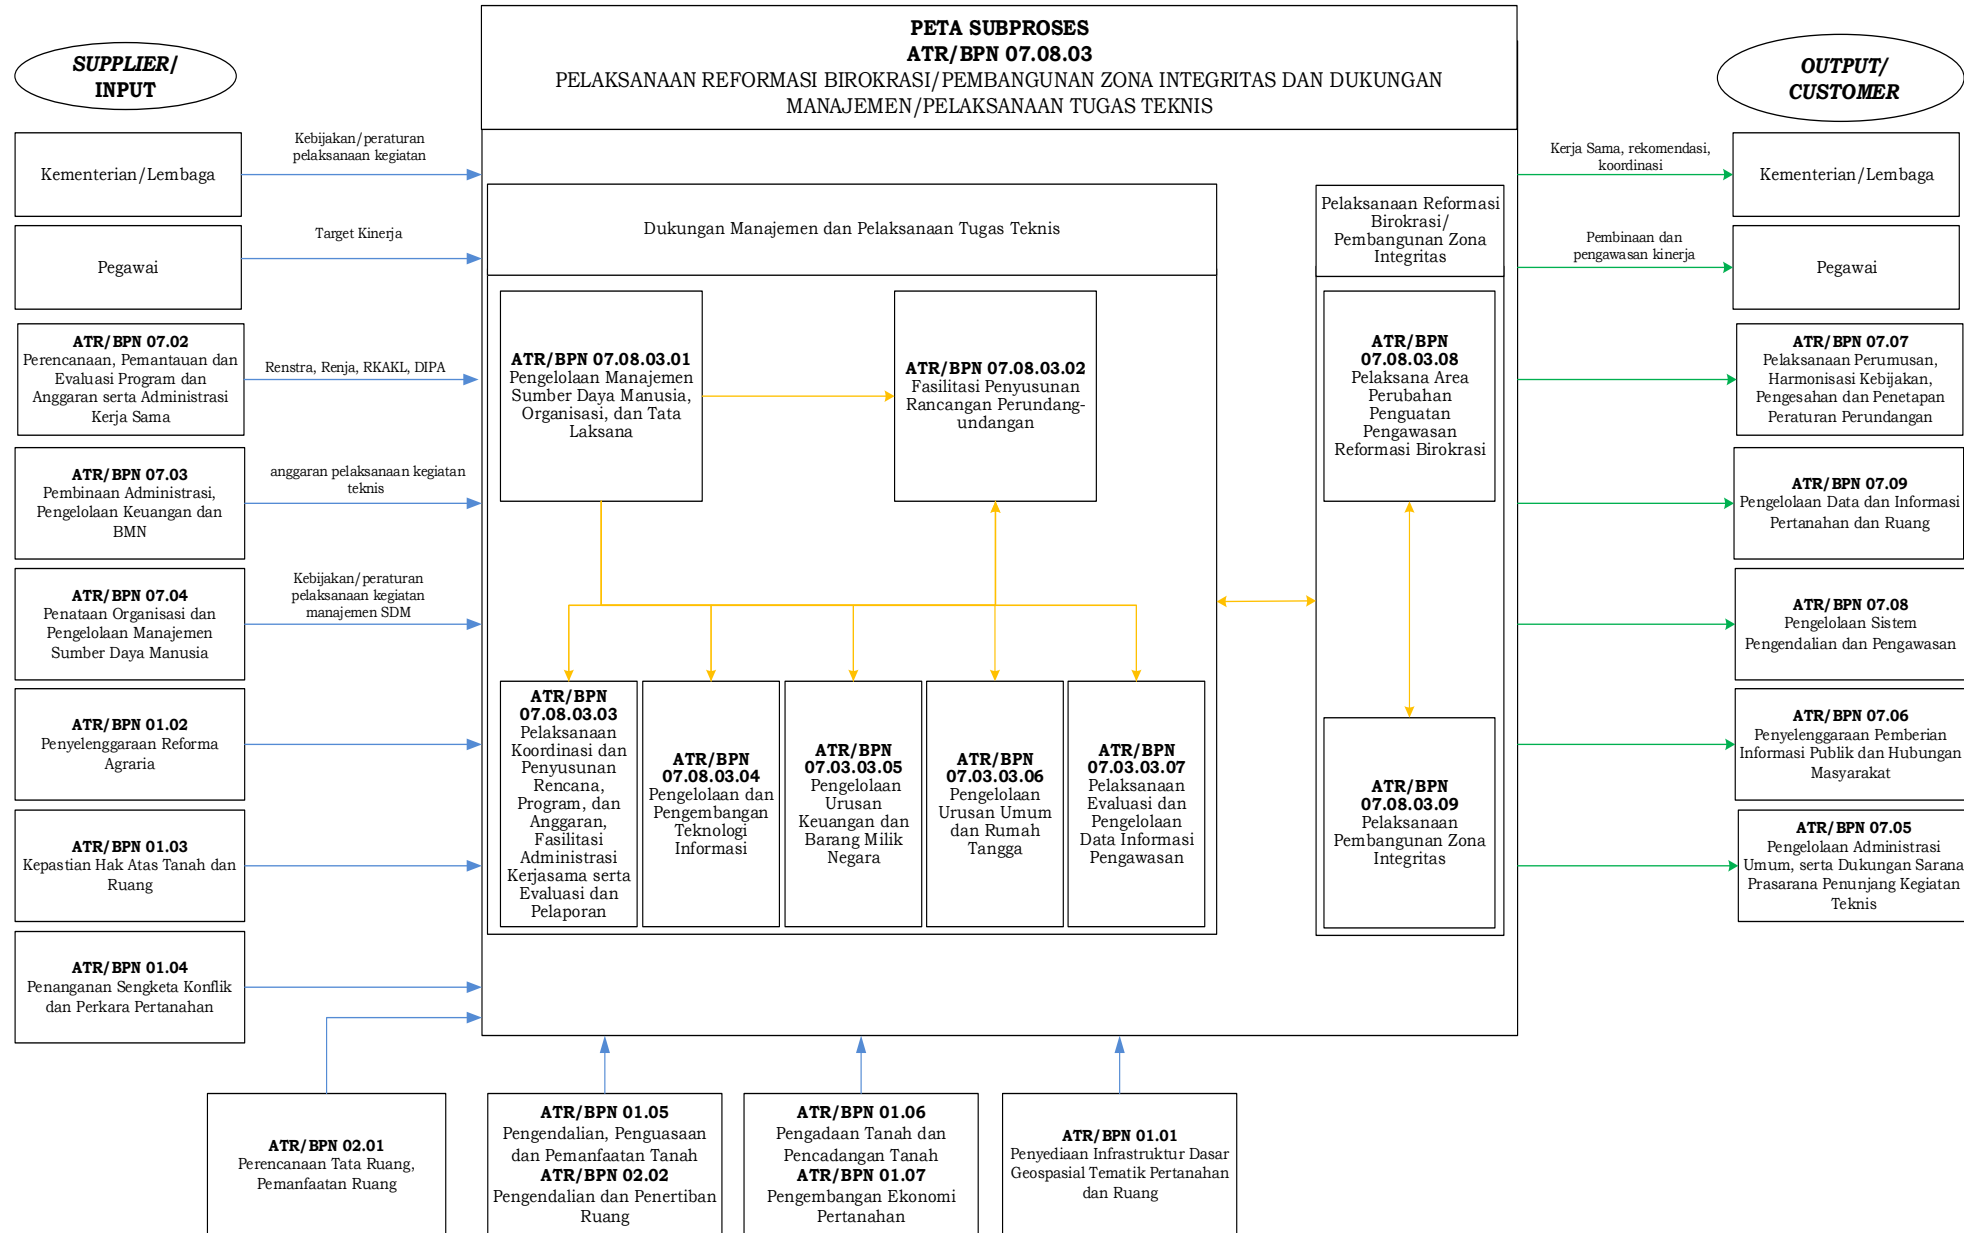 PETA SUBPROSES
ATR/BPN 07.08.03
PELAKSANAAN REFORMASI BIROKRASI/PEMBANGUNAN ZONA INTEGRITAS DAN DUKUNGAN
MANAJEMEN/PELAKSANAAN TUGAS TEKNIS
SUPPLIER/
INPUT
Kementerian/Lembaga
Kebijakan/peraturan
pelaksanaan kegiatan
Pegawai
Target Kinerja
ATR/BPN 07.02
Perencanaan, Pemantauan dan
Evaluasi Program dan
Anggaran serta Administrasi
Kerja Sama
Renstra, Renja, RKAKL, DIPA
ATR/BPN 07.03
Pembinaan Administrasi,
Pengelolaan Keuangan dan
BMN
anggaran pelaksanaan kegiatan
teknis
ATR/BPN 07.04
Penataan Organisasi dan
Pengelolaan Manajemen
Sumber Daya Manusia
Kebijakan/peraturan
pelaksanaan kegiatan
manajemen SDM
ATR/BPN 01.02
Penyelenggaraan Reforma
Agraria
ATR/BPN 01.03
Kepastian Hak Atas Tanah dan
Ruang
ATR/BPN 01.04
Penanganan Sengketa Konflik
dan Perkara Pertanahan
Dukungan Manajemen dan Pelaksanaan Tugas Teknis
ATR/BPN 07.08.03.01
Pengelolaan Manajemen
Sumber Daya Manusia,
Organisasi, dan Tata
Laksana
ATR/BPN 07.08.03.02
Fasilitasi Penyusunan
Rancangan Perundang-
undangan
ATR/BPN
07.08.03.03
Pelaksanaan
Koordinasi dan
Penyusunan
Rencana,
Program, dan
Anggaran,
Fasilitasi
Administrasi
Kerjasama serta
Evaluasi dan
Pelaporan
ATR/BPN
07.08.03.04
Pengelolaan dan
Pengembangan
Teknologi
Informasi
ATR/BPN
07.03.03.05
Pengelolaan
Urusan
Keuangan dan
Barang Milik
Negara
ATR/BPN
07.03.03.06
Pengelolaan
Urusan Umum
dan Rumah
Tangga
ATR/BPN
07.03.03.07
Pelaksanaan
Evaluasi dan
Pengelolaan
Data Informasi
Pengawasan
Pelaksanaan Reformasi
Birokrasi/
Pembangunan Zona
Integritas
ATR/BPN
07.08.03.08
Pelaksana Area
Perubahan
Penguatan
Pengawasan
Reformasi Birokrasi
ATR/BPN
07.08.03.09
Pelaksanaan
Pembangunan Zona
Integritas
OUTPUT/
CUSTOMER
Kerja Sama, rekomendasi,
koordinasi
Kementerian/Lembaga
Pembinaan dan
pengawasan kinerja
Pegawai
ATR/BPN 07.07
Pelaksanaan Perumusan,
Harmonisasi Kebijakan,
Pengesahan dan Penetapan
Peraturan Perundangan
ATR/BPN 07.09
Pengelolaan Data dan Informasi
Pertanahan dan Ruang
ATR/BPN 07.08
Pengelolaan Sistem
Pengendalian dan Pengawasan
ATR/BPN 07.06
Penyelenggaraan Pemberian
Informasi Publik dan Hubungan
Masyarakat
ATR/BPN 07.05
Pengelolaan Administrasi
Umum, serta Dukungan Sarana
Prasarana Penunjang Kegiatan
Teknis
ATR/BPN 02.01
Perencanaan Tata Ruang,
Pemanfaatan Ruang
ATR/BPN 01.05
Pengendalian, Penguasaan
dan Pemanfaatan Tanah
ATR/BPN 02.02
Pengendalian dan Penertiban
Ruang
ATR/BPN 01.06
Pengadaan Tanah dan
Pencadangan Tanah
ATR/BPN 01.07
Pengembangan Ekonomi
Pertanahan
ATR/BPN 01.01
Penyediaan Infrastruktur Dasar
Geospasial Tematik Pertanahan
dan Ruang